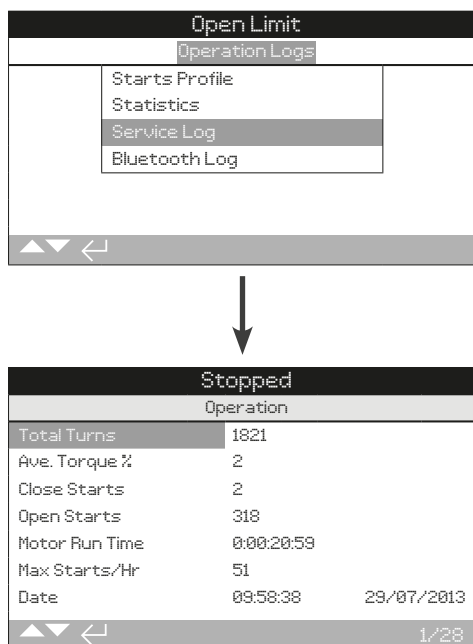 Open Limit
Operation Logs
Starts Profile
Statistics
Service Log
Bluetooth Log
Stopped
Operation
Total Turns 1821
Ave. Torque % 2
Close Starts 2
Open Starts 318
Motor Run Time 0:00:20:59
Max Starts/Hr 51
Date 09:58:38 29/07/2013
1/28